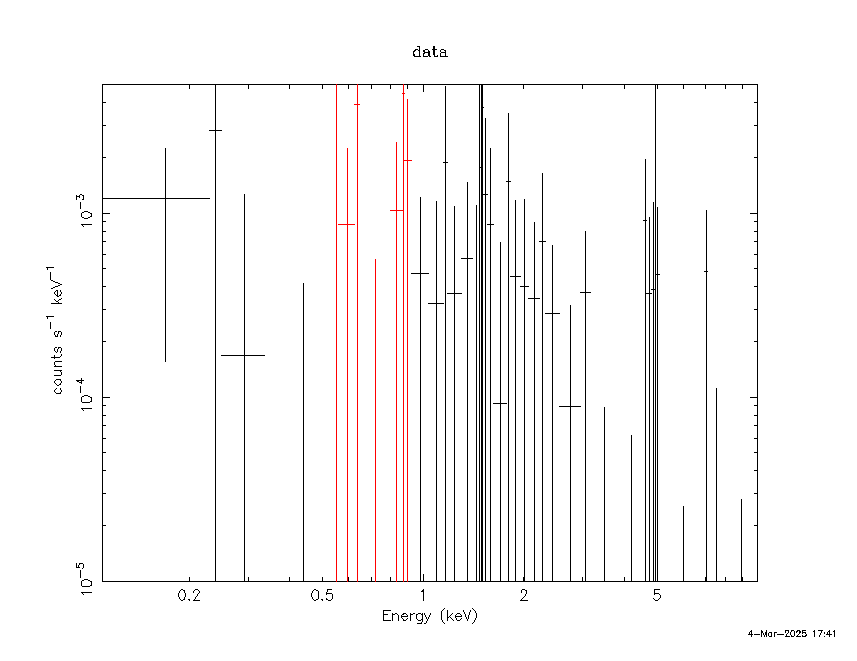 data
counts s⁻¹ keV⁻¹
10⁻³
10⁻⁴
10⁻⁵
0.2 0.5 1 2 5
Energy (keV)
4-Mar-2025 17:41